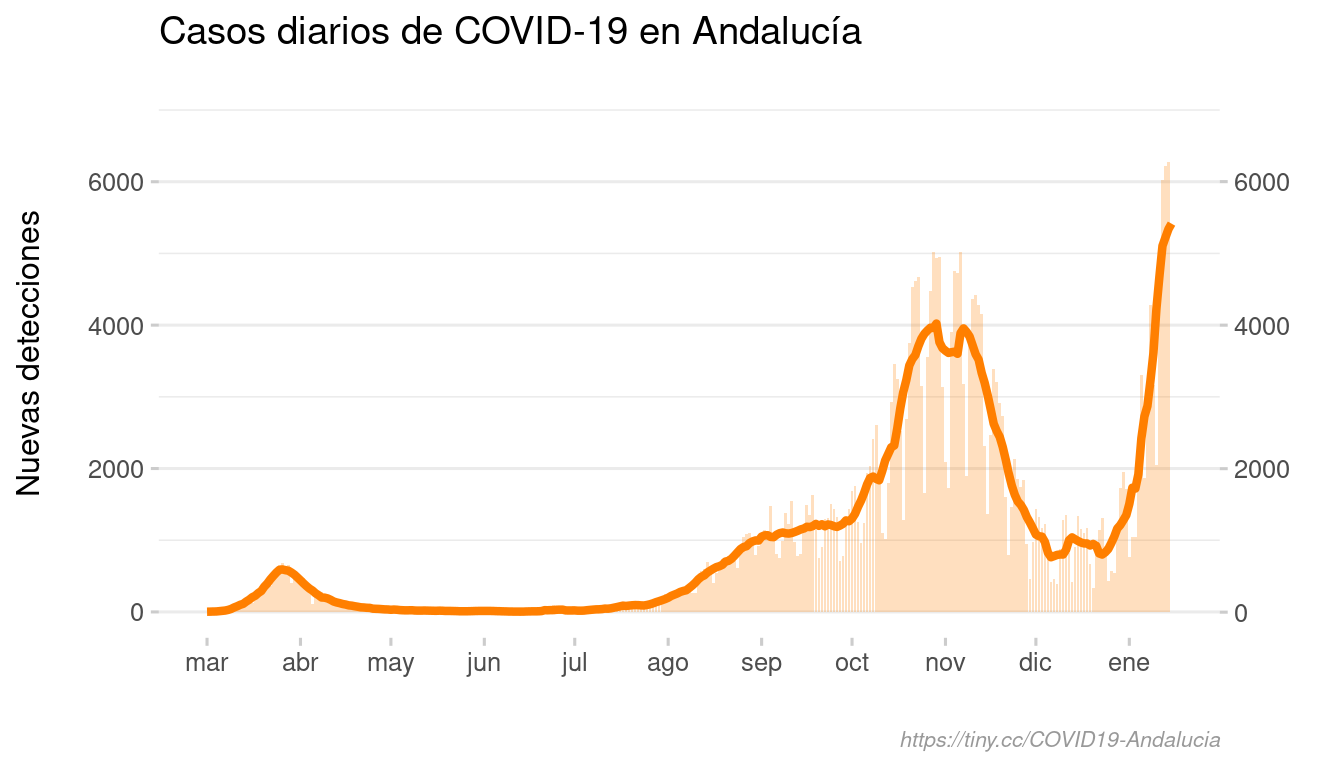 Casos diarios de COVID-19 en Andalucía
Nuevas detecciones
6000 6000
4000 4000
2000 2000
0 0
mar abr may jun jul ago sep oct nov dic ene
https://tiny.cc/COVID19-Andalucia